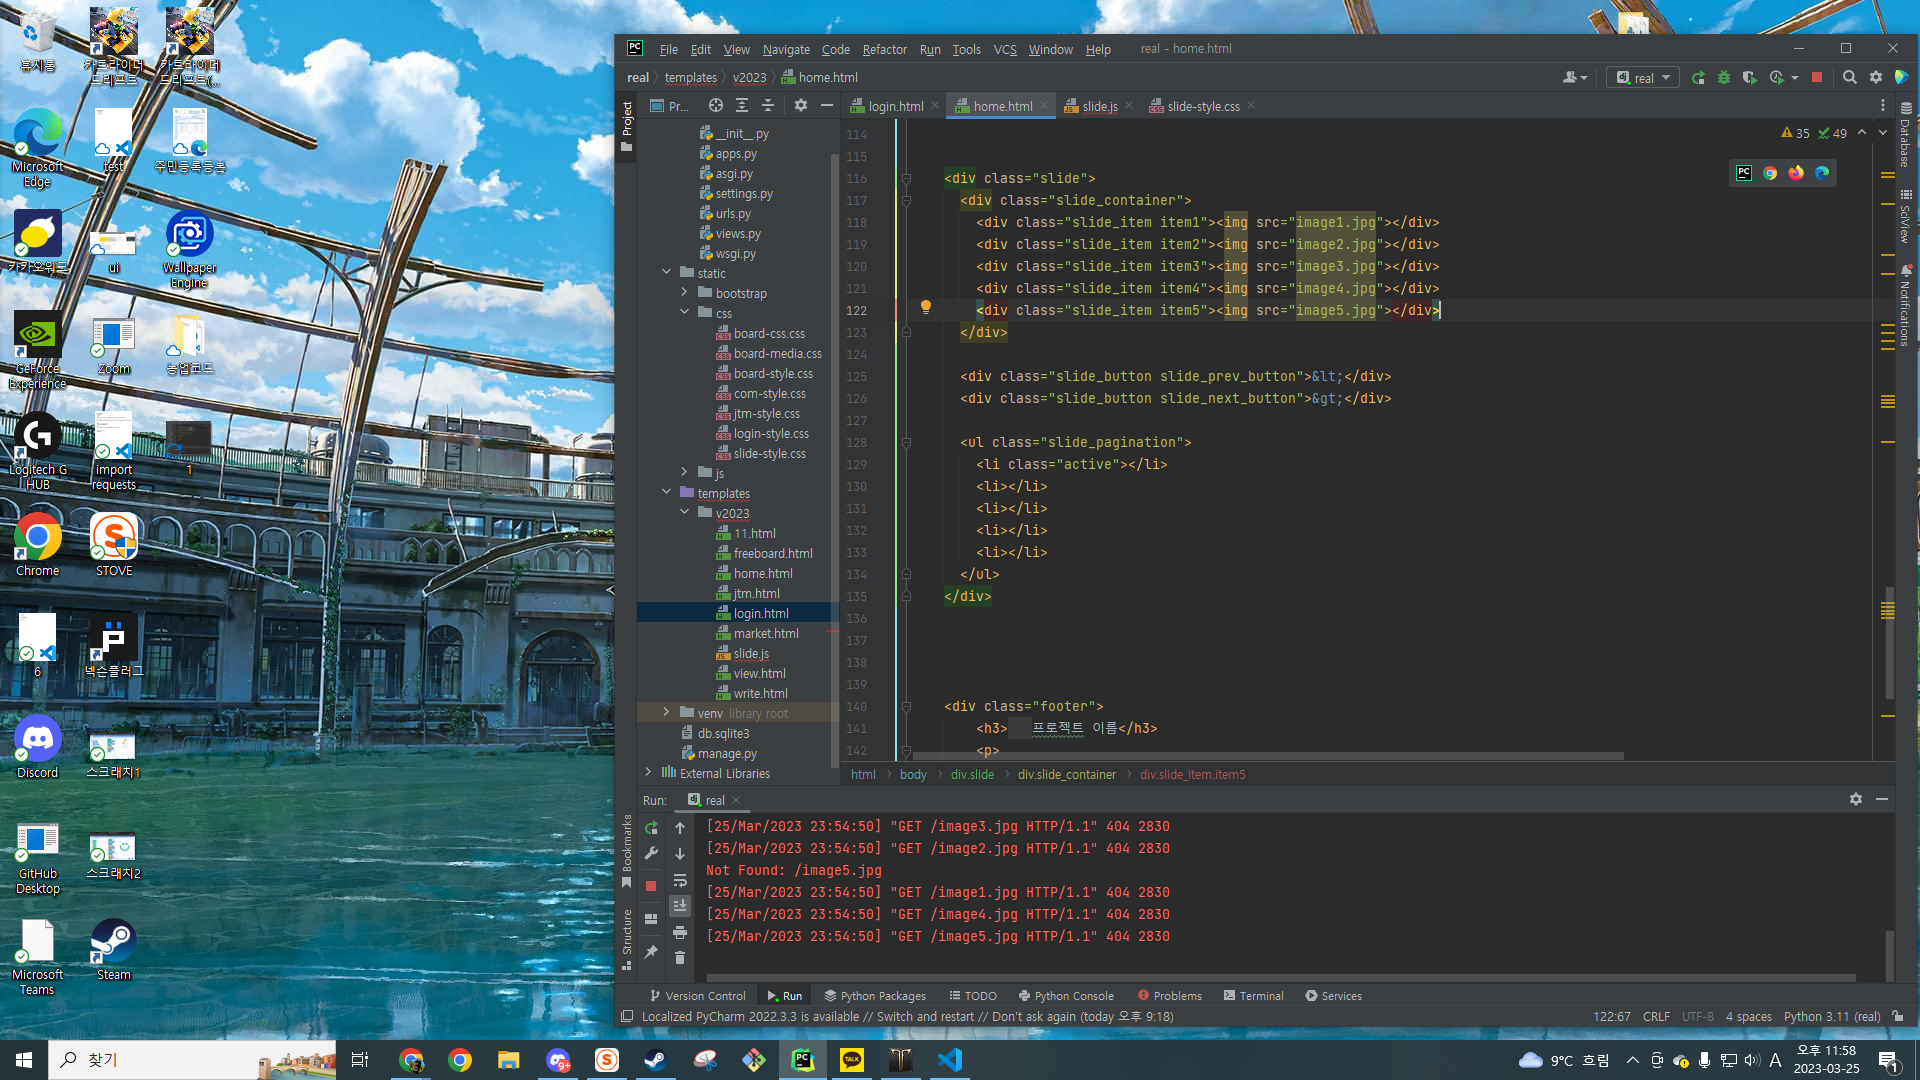 휴지통
카트라이더 드리프트
카트라이더 드리프트(...
Microsoft Edge
test
주민등록등본
카카오워크
ui
Wallpaper Engine
GeForce Experience
Zoom
농업코드
Logitech G HUB
import requests
1
Chrome
STOVE
6
넥슨플러그
Discord
스크래치1
GitHub Desktop
스크래치2
Microsoft Teams
Steam
File Edit View Navigate Code Refactor Run Tools VCS Window Help real - home.html
real templates v2023 home.html
real
Pr...
login.html home.html slide.js slide-style.css
35 49
Project
Bookmarks
Structure
Database
SciView
Notifications
__init__.py
apps.py
asgi.py
settings.py
urls.py
views.py
wsgi.py
static
bootstrap
css
board-css.css
board-media.css
board-style.css
com-style.css
jtm-style.css
login-style.css
slide-style.css
js
templates
v2023
11.html
freeboard.html
home.html
jtm.html
login.html
market.html
slide.js
view.html
write.html
venv library root
db.sqlite3
manage.py
External Libraries
114
115
116 <div class="slide">
117 <div class="slide_container">
118 <div class="slide_item item1"><img src="image1.jpg"></div>
119 <div class="slide_item item2"><img src="image2.jpg"></div>
120 <div class="slide_item item3"><img src="image3.jpg"></div>
121 <div class="slide_item item4"><img src="image4.jpg"></div>
122 <div class="slide_item item5"><img src="image5.jpg"></div>
123 </div>
124
125 <div class="slide_button slide_prev_button">&lt;</div>
126 <div class="slide_button slide_next_button">&gt;</div>
127
128 <ul class="slide_pagination">
129 <li class="active"></li>
130 <li></li>
131 <li></li>
132 <li></li>
133 <li></li>
134 </ul>
135 </div>
136
137
138
139
140 <div class="footer">
141 <h3> 프로젝트 이름</h3>
142 <p>
html body div.slide div.slide_container div.slide_item.item5
Run: real
[25/Mar/2023 23:54:50] "GET /image3.jpg HTTP/1.1" 404 2830
[25/Mar/2023 23:54:50] "GET /image2.jpg HTTP/1.1" 404 2830
Not Found: /image5.jpg
[25/Mar/2023 23:54:50] "GET /image1.jpg HTTP/1.1" 404 2830
[25/Mar/2023 23:54:50] "GET /image4.jpg HTTP/1.1" 404 2830
[25/Mar/2023 23:54:50] "GET /image5.jpg HTTP/1.1" 404 2830
Version Control Run Python Packages TODO Python Console Problems Terminal Services
Localized PyCharm 2022.3.3 is available // Switch and restart // Don't ask again (today 오후 9:18)
122:67 CRLF UTF-8 4 spaces Python 3.11 (real)
찾기
9°C 흐림
A
오후 11:58
2023-03-25
1